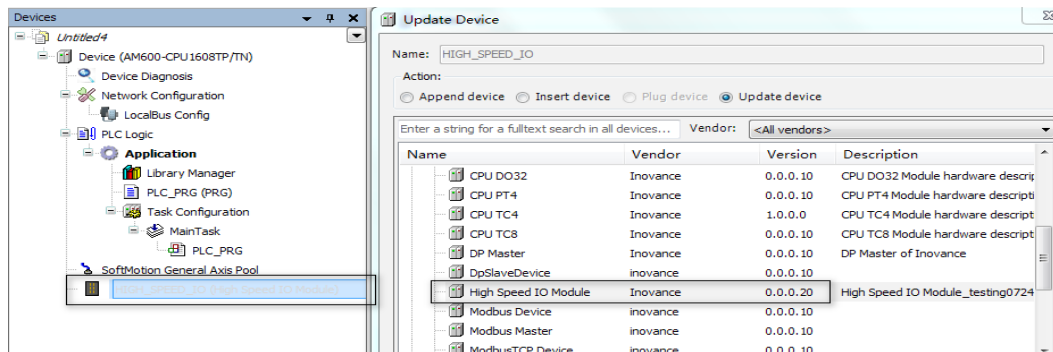 Devices
Untitled4
Device (AM600-CPU1608TP/TN)
Device Diagnosis
Network Configuration
LocalBus Config
PLC Logic
Application
Library Manager
PLC_PRG (PRG)
Task Configuration
MainTask
PLC_PRG
SoftMotion General Axis Pool
HIGH_SPEED_IO (High Speed IO Module)
Update Device
Name: HIGH_SPEED_IO
Action:
Append device Insert device Plug device Update device
Enter a string for a fulltext search in all devices... Vendor: <All vendors>
Name Vendor Version Description
CPU DO32 Inovance 0.0.0.10 CPU DO32 Module hardware descrip
CPU PT4 Inovance 0.0.0.10 CPU PT4 Module hardware descripti
CPU TC4 Inovance 1.0.0.0 CPU TC4 Module hardware descript
CPU TC8 Inovance 0.0.0.10 CPU TC8 Module hardware descript
DP Master Inovance 0.0.0.10 DP Master of Inovance
DpSlaveDevice inovance 0.0.0.10
High Speed IO Module Inovance 0.0.0.20 High Speed IO Module_testing0724
Modbus Device inovance 0.0.0.10
Modbus Master inovance 0.0.0.10
ModbusTCP Device inovance 0.0.0.10